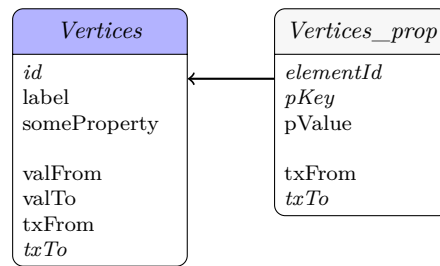 Vertices
id
label
someProperty
valFrom
valTo
txFrom
txTo
Vertices_prop
elementId
pKey
pValue
txFrom
txTo